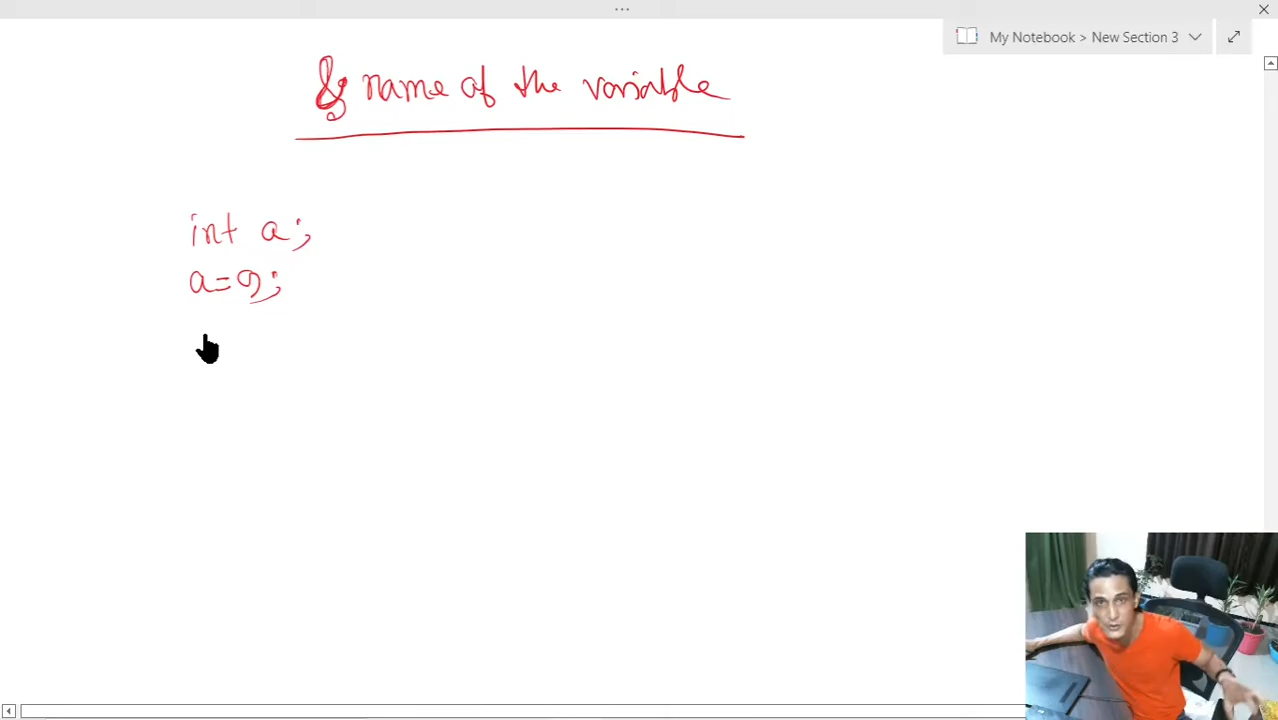 My Notebook > New Section 3
& name of the variable
int a;
a=9;